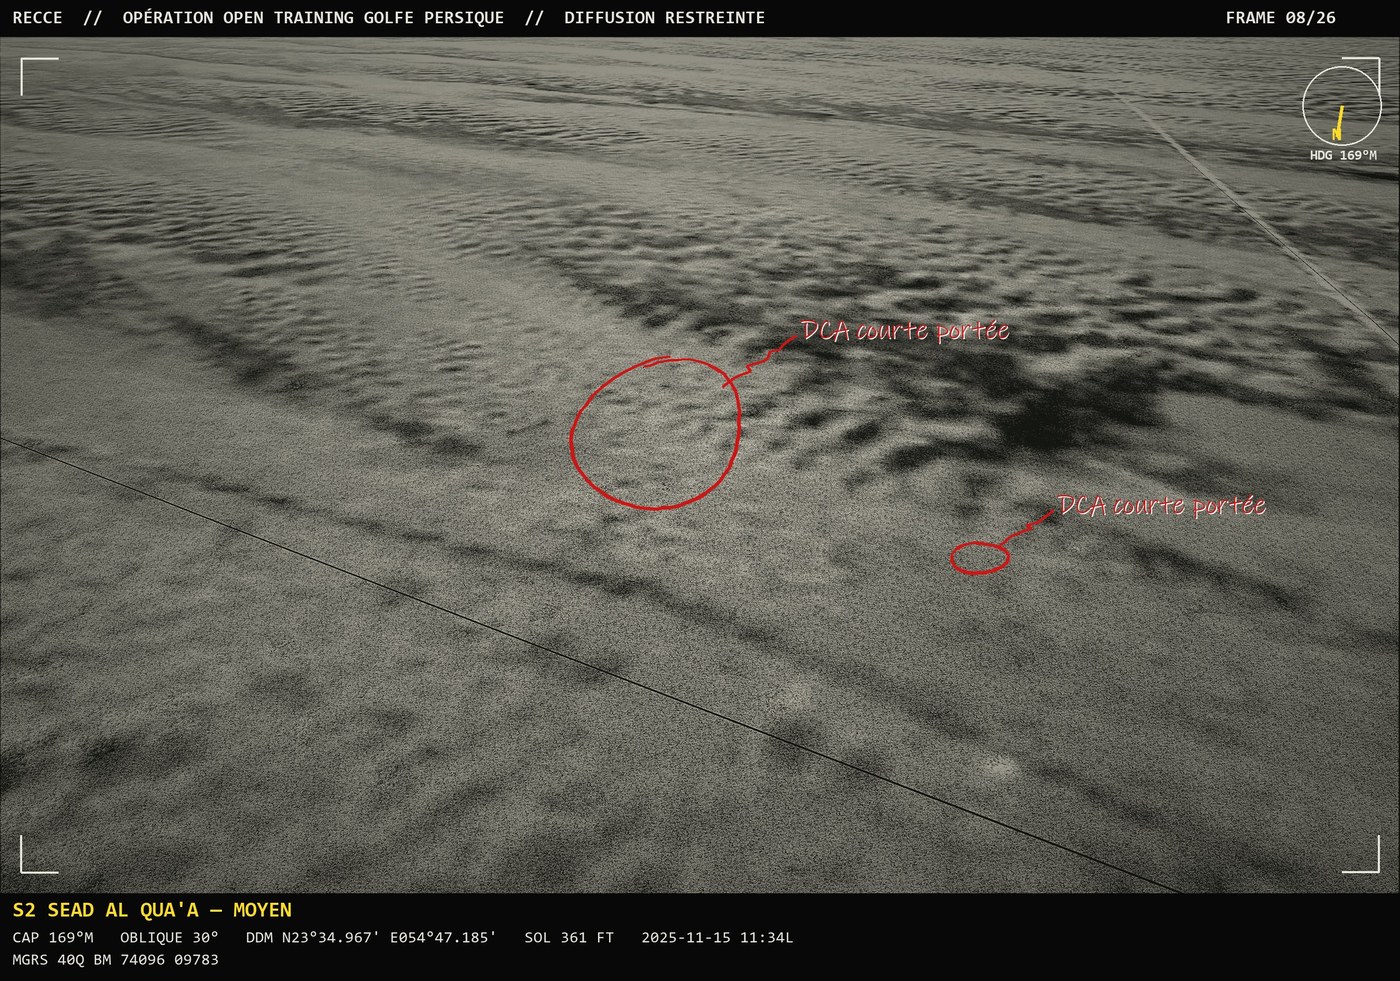 RECCE // OPÉRATION OPEN TRAINING GOLFE PERSIQUE // DIFFUSION RESTREINTE
FRAME 08/26
N
HDG 169°M
DCA courte portée
DCA courte portée
S2 SEAD AL QUA'A — MOYEN
CAP 169°M OBLIQUE 30° DDM N23°34.967' E054°47.185' SOL 361 FT 2025-11-15 11:34L
MGRS 40Q BM 74096 09783